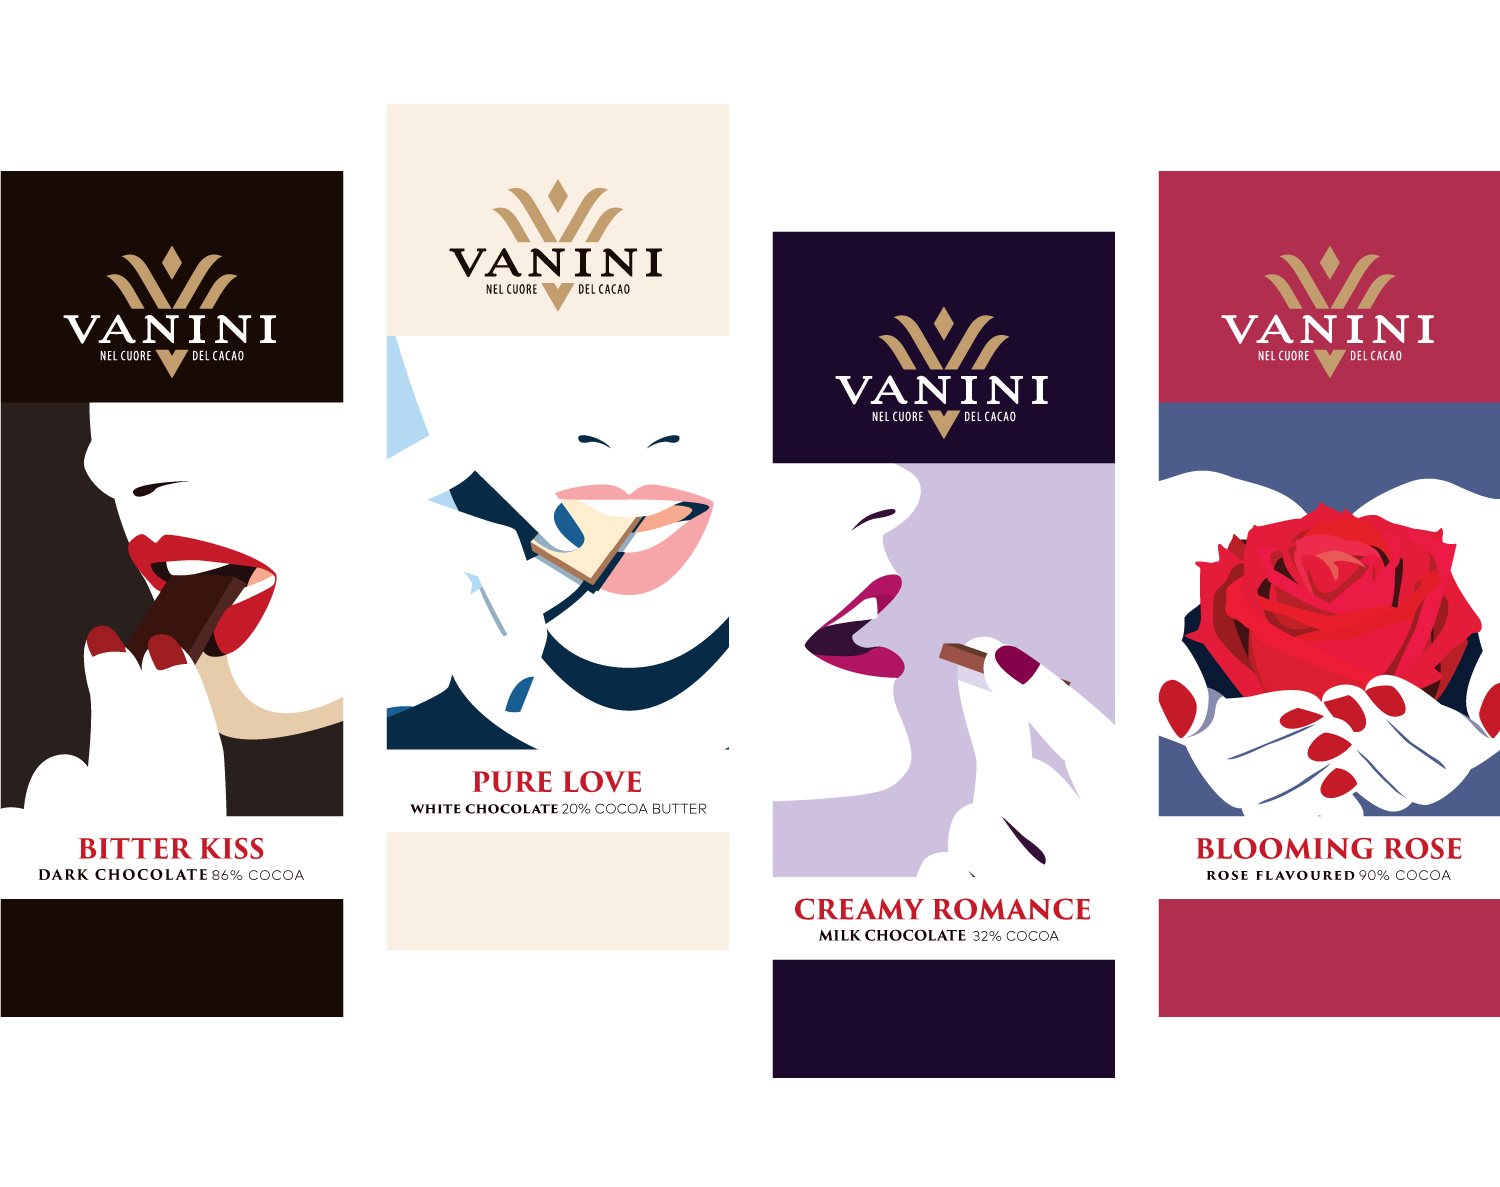 VANINI
NEL CUORE DEL CACAO
BITTER KISS
DARK CHOCOLATE 86% COCOA
VANINI
NEL CUORE DEL CACAO
PURE LOVE
WHITE CHOCOLATE 20% COCOA BUTTER
VANINI
NEL CUORE DEL CACAO
CREAMY ROMANCE
MILK CHOCOLATE 32% COCOA
VANINI
NEL CUORE DEL CACAO
BLOOMING ROSE
ROSE FLAVOURED 90% COCOA